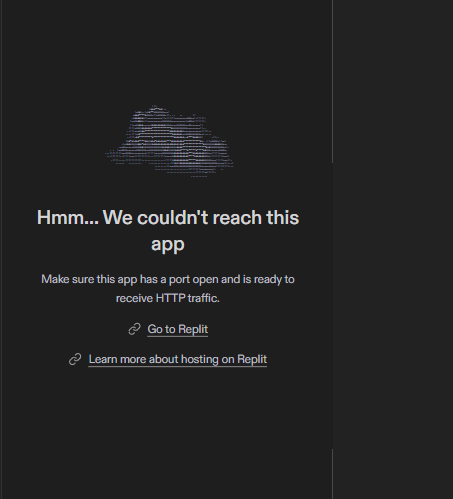 Hmm... We couldn't reach this
app
Make sure this app has a port open and is ready to
receive HTTP traffic.
Go to Replit
Learn more about hosting on Replit